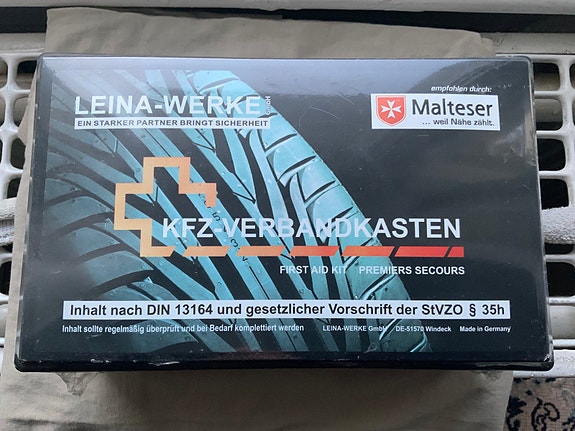 LEINA-WERKE GmbH
EIN STARKER PARTNER BRINGT SICHERHEIT
empfohlen durch:
Malteser
... weil Nähe zählt.
KFZ-VERBANDKASTEN
FIRST AID KIT PREMIERS SECOURS
Inhalt nach DIN 13164 und gesetzlicher Vorschrift der StVZO § 35h
Inhalt sollte regelmäßig überprüft und bei Bedarf komplettiert werden LEINA-WERKE GmbH DE-51570 Windeck Made in Germany